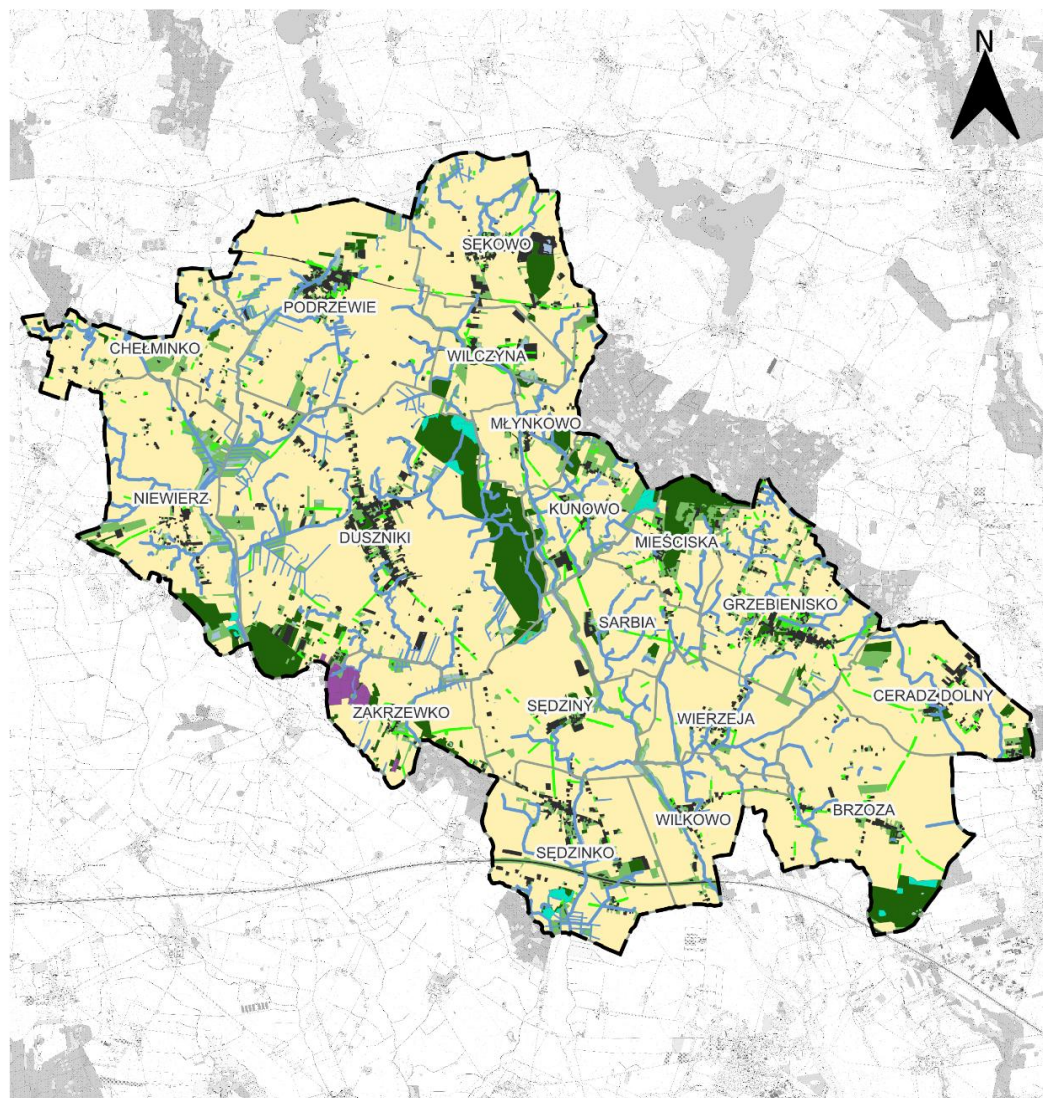 N
SĘKOWO
PODRZEWIE
CHEŁMINKO
WILCZYNA
MŁYNKOWO
NIEWIERZ
KUNOWO
DUSZNIKI
MIEŚCISKA
GRZEBIENISKO
SARBIA
CERADZ DOLNY
SĘDZINY
ZAKRZEWKO
WIERZEJA
BRZOZA
WILKOWO
SĘDZINKO